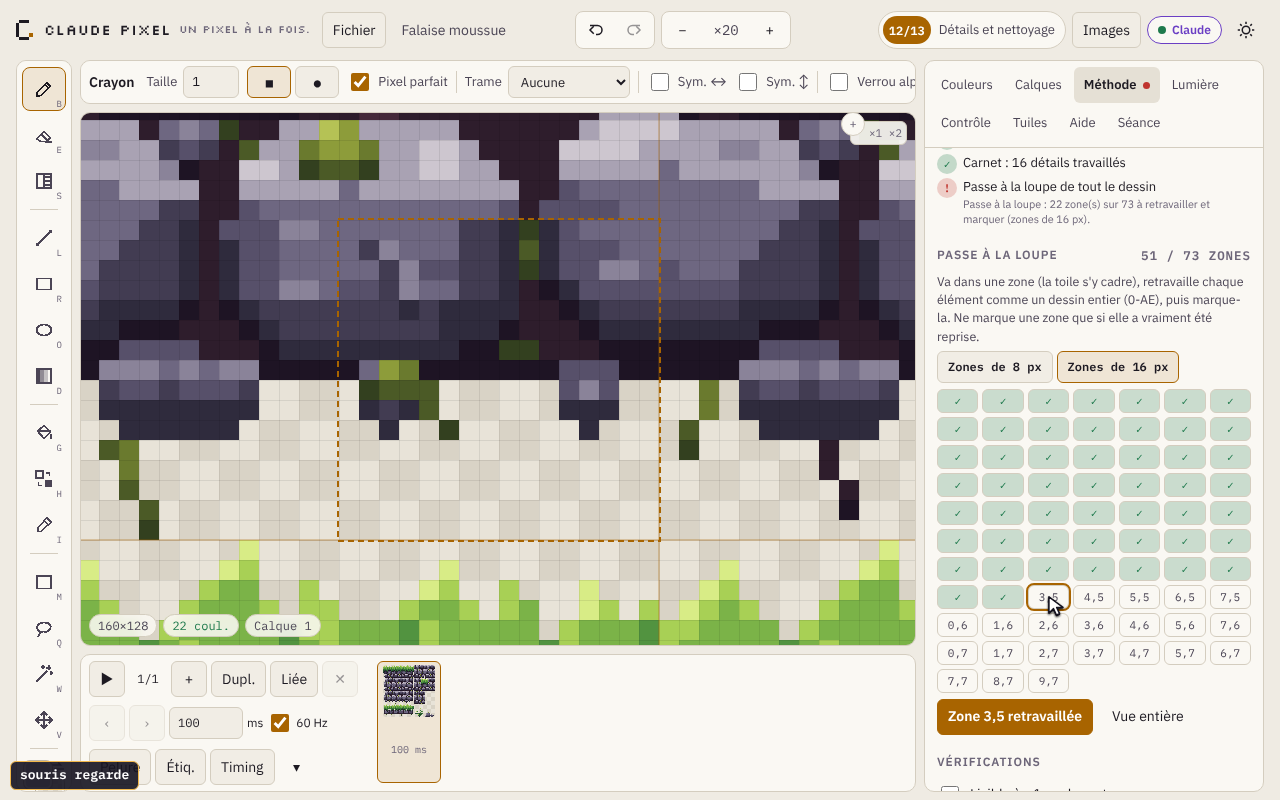 CLAUDE PIXEL UN PIXEL À LA FOIS. Fichier Falaise moussue − ×20 + 12/13 Détails et nettoyage Images Claude
Crayon Taille 1 Pixel parfait Trame Aucune Sym. ↔ Sym. ↕ Verrou alp
B
E
S
L
R
O
D
G
H
I
M
Q
W
V
+ ×1 ×2
160×128 22 coul. Calque 1
1/1 + Dupl. Liée ×
‹ › 100 ms 60 Hz
Étiq. Timing ▼
100 ms
souris regarde
Couleurs Calques Méthode Lumière
Contrôle Tuiles Aide Séance
✓ Carnet : 16 détails travaillés
! Passe à la loupe de tout le dessin
Passe à la loupe : 22 zone(s) sur 73 à retravailler et
marquer (zones de 16 px).
PASSE À LA LOUPE 51 / 73 ZONES
Va dans une zone (la toile s'y cadre), retravaille chaque
élément comme un dessin entier (0-AE), puis marque-
la. Ne marque une zone que si elle a vraiment été
reprise.
Zones de 8 px Zones de 16 px
✓ ✓ ✓ ✓ ✓ ✓ ✓
✓ ✓ ✓ ✓ ✓ ✓ ✓
✓ ✓ ✓ ✓ ✓ ✓ ✓
✓ ✓ ✓ ✓ ✓ ✓ ✓
✓ ✓ ✓ ✓ ✓ ✓ ✓
✓ ✓ ✓ ✓ ✓ ✓ ✓
✓ ✓ ✓ ✓ ✓ ✓ ✓
✓ ✓ 3,5 4,5 5,5 6,5 7,5
0,6 1,6 2,6 3,6 4,6 5,6 7,6
0,7 1,7 2,7 3,7 4,7 5,7 6,7
7,7 8,7 9,7
Zone 3,5 retravaillée Vue entière
VÉRIFICATIONS